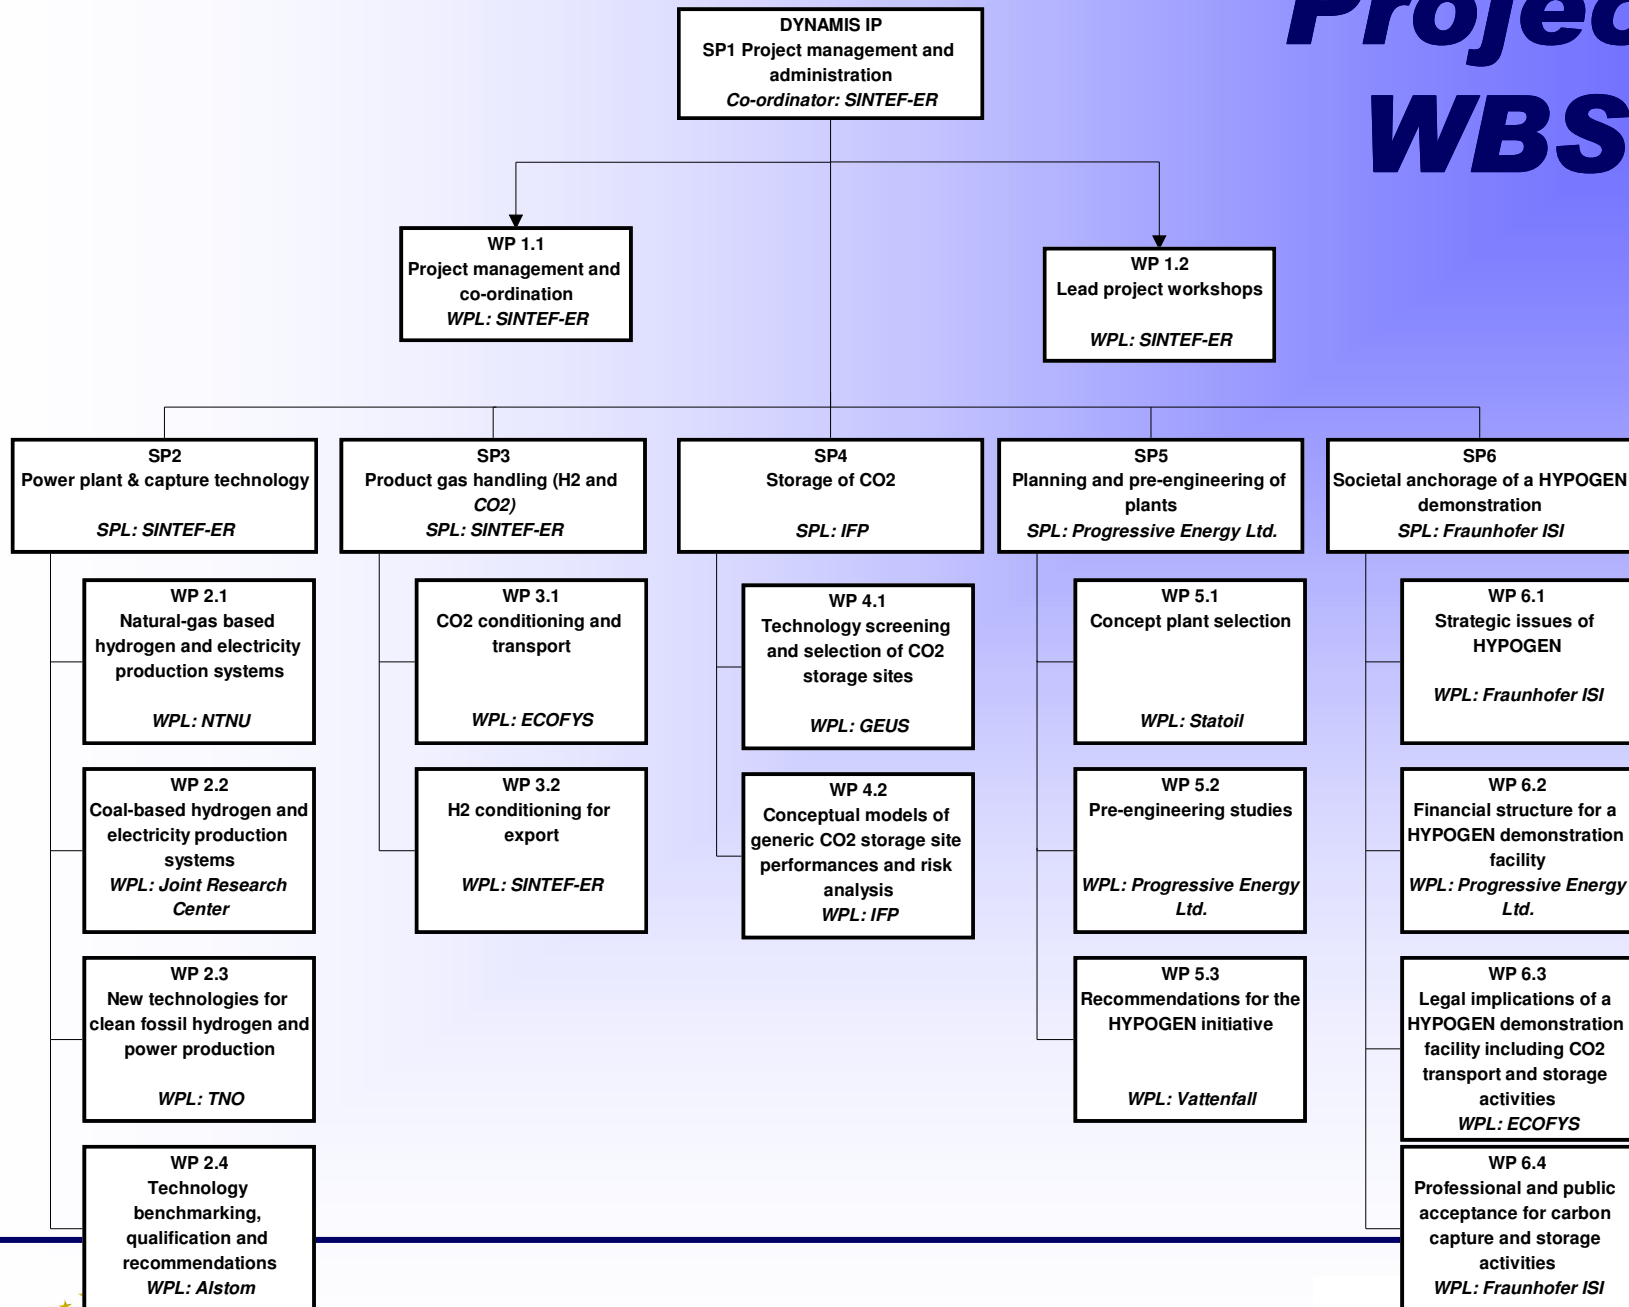 Projec
WBS
DYNAMIS IP
SP1 Project management and
administration
Co-ordinator: SINTEF-ER
WP 1.1
Project management and
co-ordination
WPL: SINTEF-ER
WP 1.2
Lead project workshops
WPL: SINTEF-ER
SP2
Power plant & capture technology
SPL: SINTEF-ER
SP3
Product gas handling (H2 and
CO2)
SPL: SINTEF-ER
SP4
Storage of CO2
SPL: IFP
SP5
Planning and pre-engineering of
plants
SPL: Progressive Energy Ltd.
SP6
Societal anchorage of a HYPOGEN
demonstration
SPL: Fraunhofer ISI
WP 2.1
Natural-gas based
hydrogen and electricity
production systems
WPL: NTNU
WP 2.2
Coal-based hydrogen and
electricity production
systems
WPL: Joint Research
Center
WP 2.3
New technologies for
clean fossil hydrogen and
power production
WPL: TNO
WP 2.4
Technology
benchmarking,
qualification and
recommendations
WPL: Alstom
WP 3.1
CO2 conditioning and
transport
WPL: ECOFYS
WP 3.2
H2 conditioning for
export
WPL: SINTEF-ER
WP 4.1
Technology screening
and selection of CO2
storage sites
WPL: GEUS
WP 4.2
Conceptual models of
generic CO2 storage site
performances and risk
analysis
WPL: IFP
WP 5.1
Concept plant selection
WPL: Statoil
WP 5.2
Pre-engineering studies
WPL: Progressive Energy
Ltd.
WP 5.3
Recommendations for the
HYPOGEN initiative
WPL: Vattenfall
WP 6.1
Strategic issues of
HYPOGEN
WPL: Fraunhofer ISI
WP 6.2
Financial structure for a
HYPOGEN demonstration
facility
WPL: Progressive Energy
Ltd.
WP 6.3
Legal implications of a
HYPOGEN demonstration
facility including CO2
transport and storage
activities
WPL: ECOFYS
WP 6.4
Professional and public
acceptance for carbon
capture and storage
activities
WPL: Fraunhofer ISI